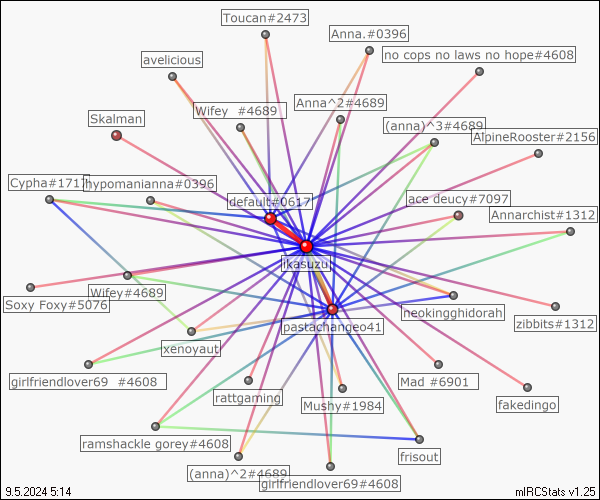 Toucan#2473
Anna.#0396
no cops no laws no hope#4608
avelicious
Anna^2#4689
Wifey #4689
Skalman
(anna)^3#4689
AlpineRooster#2156
Cypha#1717
hypomanianna#0396
default#0617
ace deucy#7097
Annarchist#1312
jikasuzu
Wifey#4689
Soxy Foxy#5076
neokingghidorah
zibbits#1312
pastachangeo41
xenoyaut
girlfriendlover69 #4608
rattgaming
Mushy#1984
Mad #6901
fakedingo
ramshackle gorey#4608
frisout
(anna)^2#4689
girlfriendlover69#4608
9.5.2024 5:14
mIRCStats v1.25